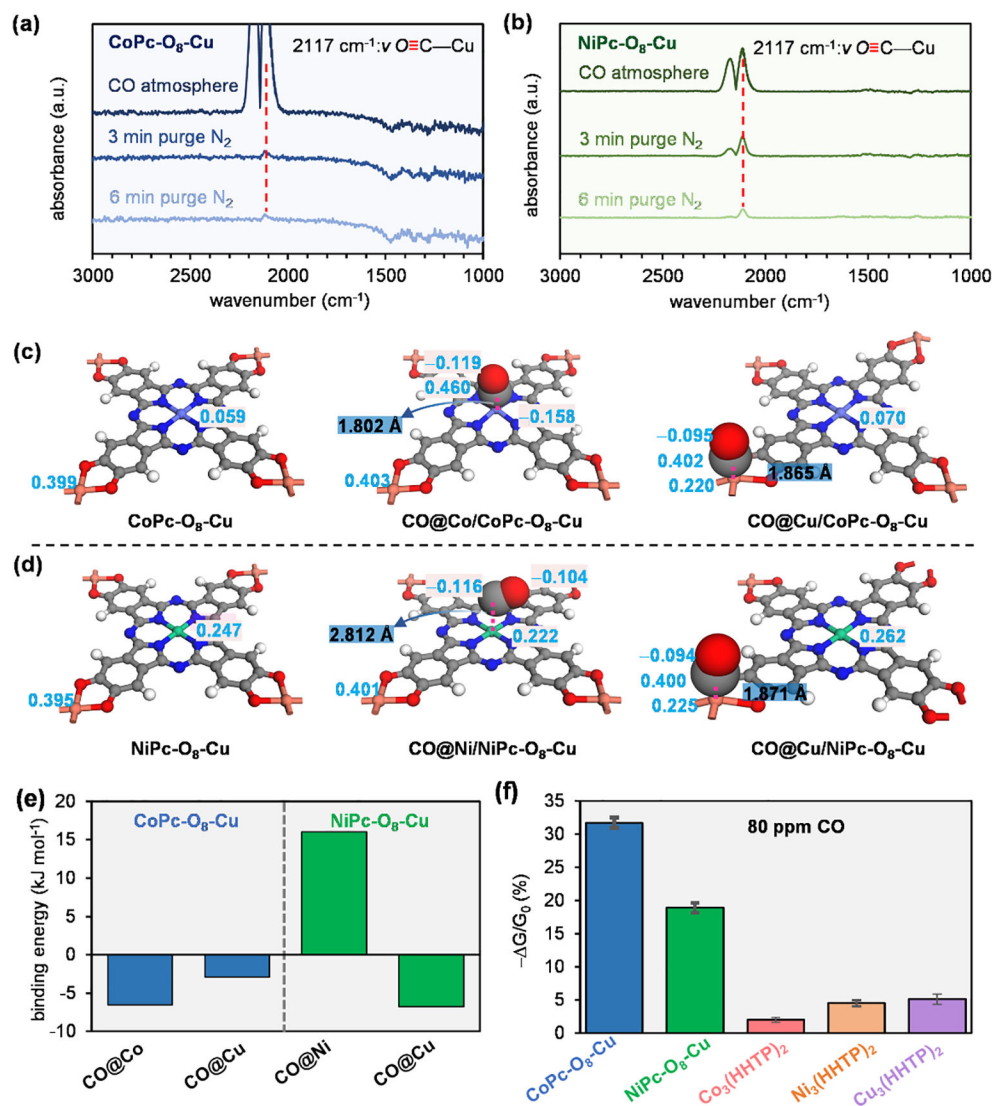 (a)
CoPc-O₈-Cu
2117 cm⁻¹: v O≡C—Cu
CO atmosphere
3 min purge N₂
6 min purge N₂
absorbance (a.u.)
3000 2500 2000 1500 1000
wavenumber (cm⁻¹)
(b)
NiPc-O₈-Cu
2117 cm⁻¹: v O≡C—Cu
CO atmosphere
3 min purge N₂
6 min purge N₂
absorbance (a.u.)
3000 2500 2000 1500 1000
wavenumber (cm⁻¹)
(c)
0.059
0.399
CoPc-O₈-Cu
−0.119
0.460
−0.158
1.802 Å
0.403
CO@Co/CoPc-O₈-Cu
0.070
−0.095
0.402
1.865 Å
0.220
CO@Cu/CoPc-O₈-Cu
(d)
0.247
0.395
NiPc-O₈-Cu
−0.116
−0.104
2.812 Å
0.222
0.401
CO@Ni/NiPc-O₈-Cu
0.262
−0.094
0.400
1.871 Å
0.225
CO@Cu/NiPc-O₈-Cu
(e)
CoPc-O₈-Cu
NiPc-O₈-Cu
binding energy (kJ mol⁻¹)
20
15
10
5
0
-5
-10
CO@Co
CO@Cu
CO@Ni
CO@Cu
(f)
80 ppm CO
−ΔG/G₀ (%)
35
30
25
20
15
10
5
0
CoPc-O₈-Cu
NiPc-O₈-Cu
Co₃(HHTP)₂
Ni₃(HHTP)₂
Cu₃(HHTP)₂